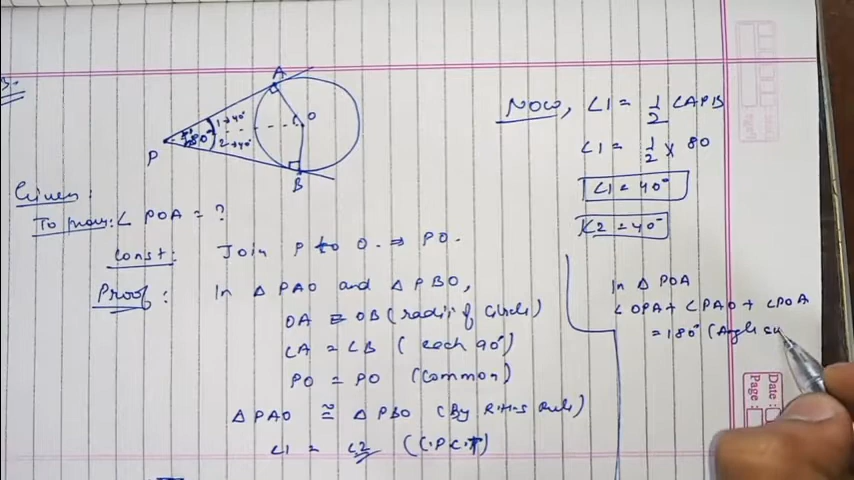 3.
A
O
P
B
80°
1→40°
2→40°
Given:
To prove: ∠ POA = ?
Const: Join P to O. ⇒ PO.
Proof: In △ PAO and △ PBO,
OA = OB (radii of circle)
∠A = ∠B (each 90°)
PO = PO (common)
△ PAO ≅ △ PBO (By R.H.S Rule)
∠1 = ∠2 (C.P.C.T)
Now, ∠1 = 1/2 ∠APB
∠1 = 1/2 × 80
∠1 = 40°
∠2 = 40°
In △ POA
∠OPA + ∠PAO + ∠POA
= 180° (Angle su
Date:
Page: